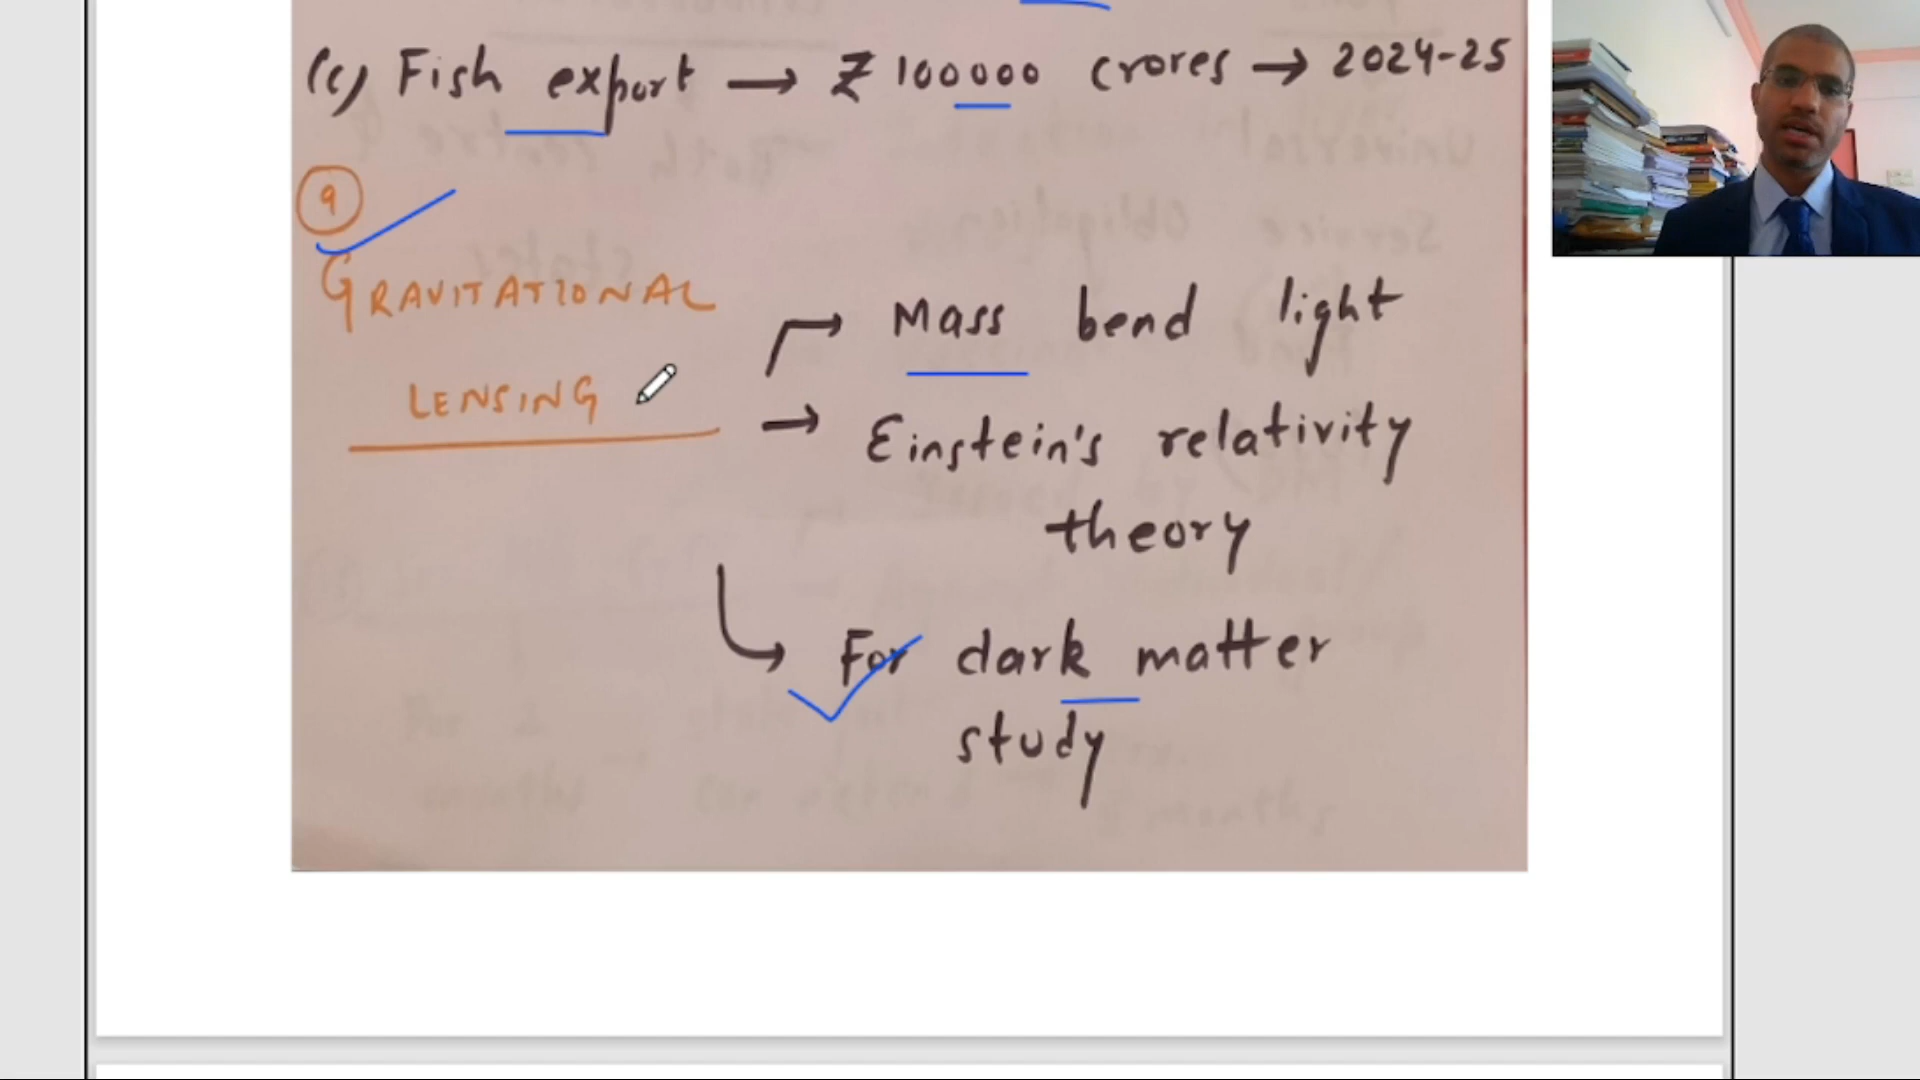 (c) Fish export → ₹ 100000 crores → 2024-25
9
GRAVITATIONAL
LENSING
→ Mass bend light
→ Einstein's relativity
theory
→ For dark matter
study